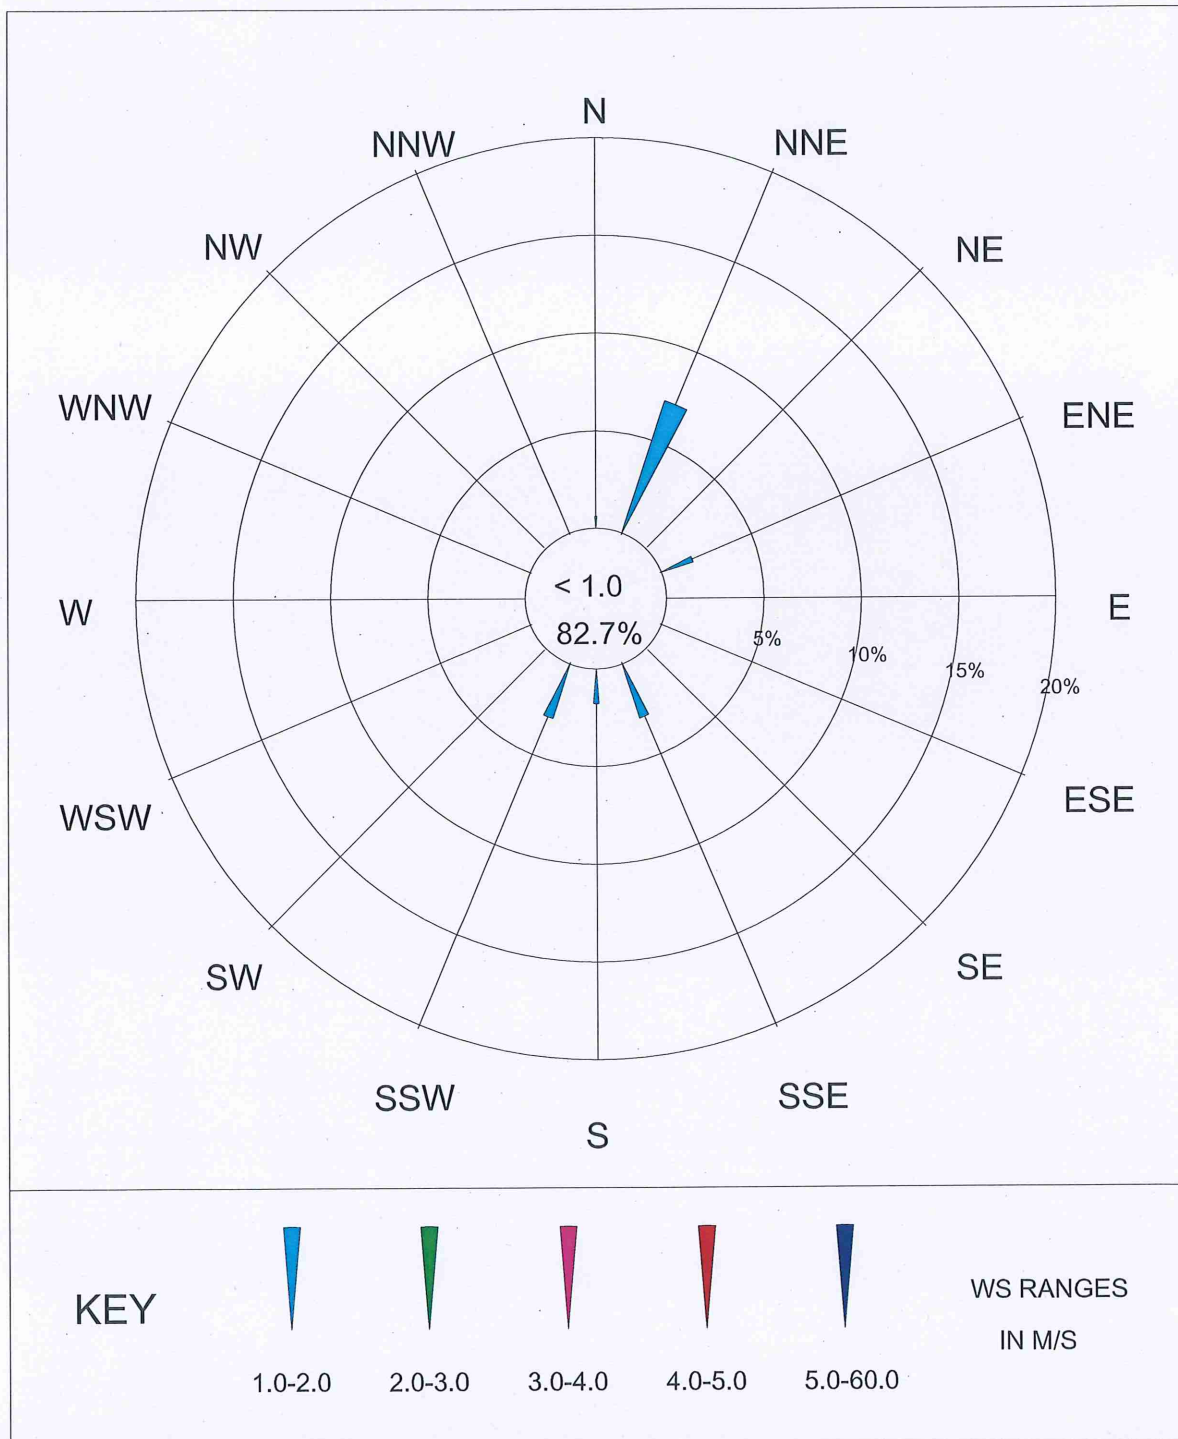 N
NNW
NNE
NW
NE
WNW
ENE
< 1.0
W
E
82.7%
5%
10%
15%
20%
WSW
ESE
SW
SE
SSW
SSE
S
KEY
WS RANGES
IN M/S
1.0-2.0
2.0-3.0
3.0-4.0
4.0-5.0
5.0-60.0